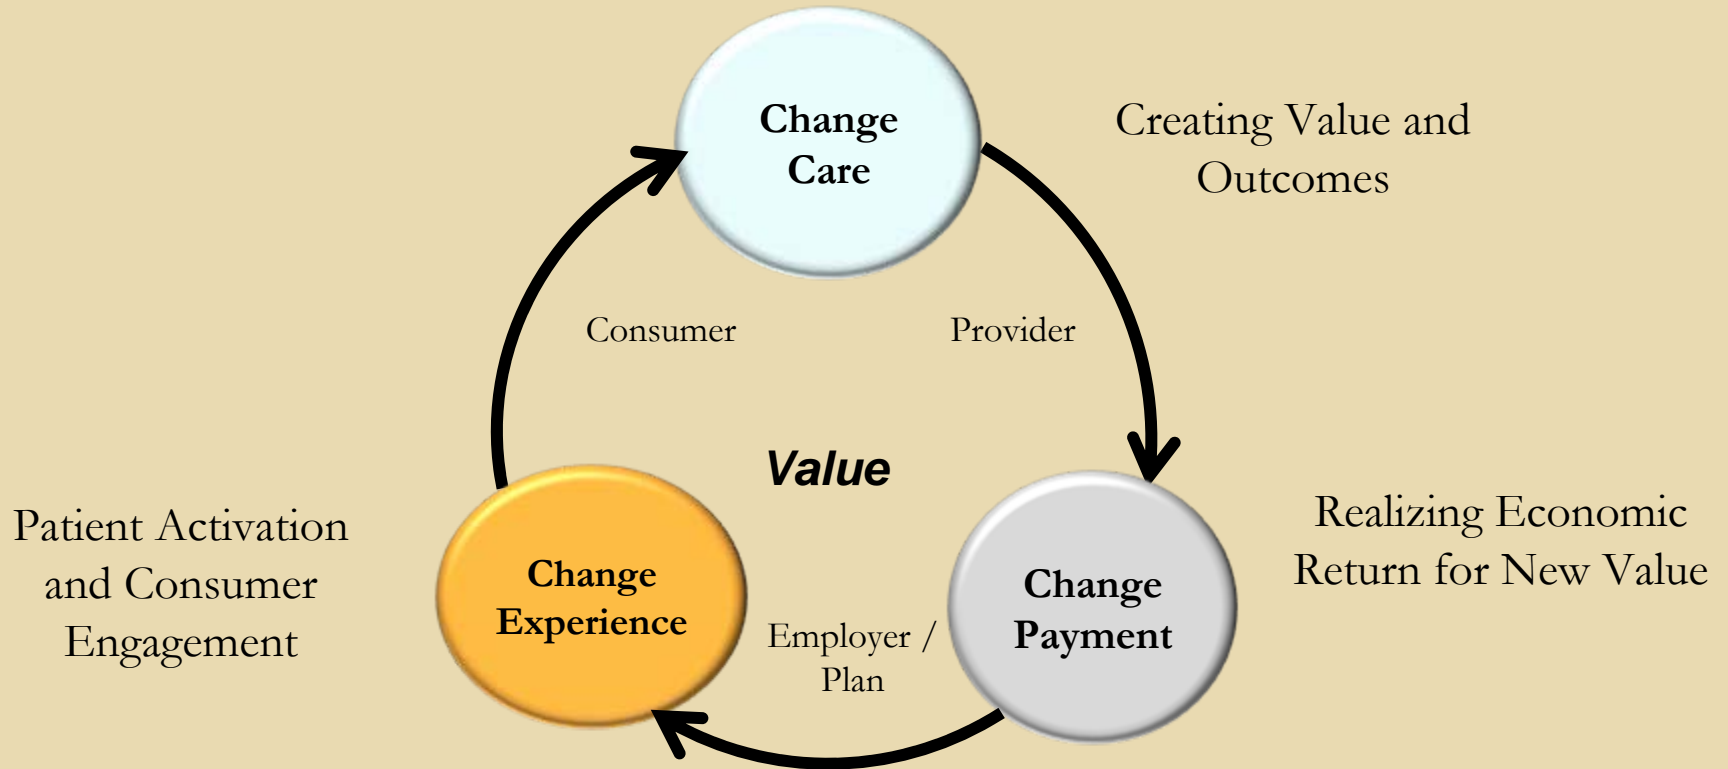 Change
Care
Creating Value and
Outcomes
Consumer
Provider
Value
Patient Activation
and Consumer
Engagement
Change
Experience
Employer /
Plan
Change
Payment
Realizing Economic
Return for New Value